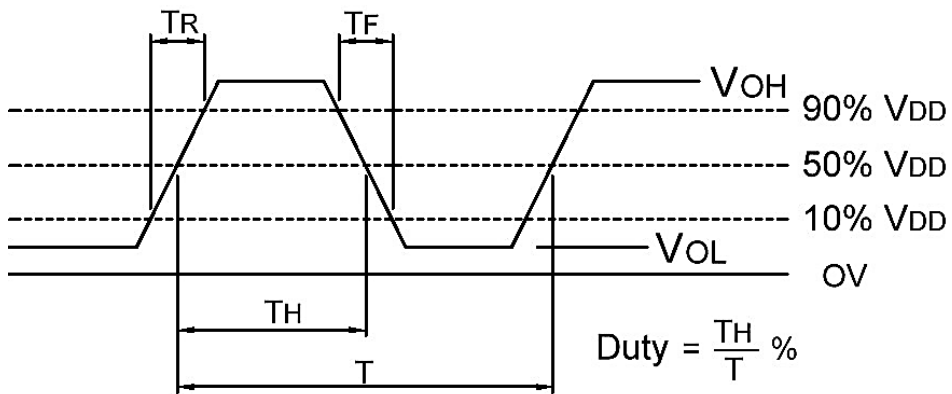 TR
TF
VOH
90% VDD
50% VDD
10% VDD
VOL
OV
TH
Duty = TH/T %
T